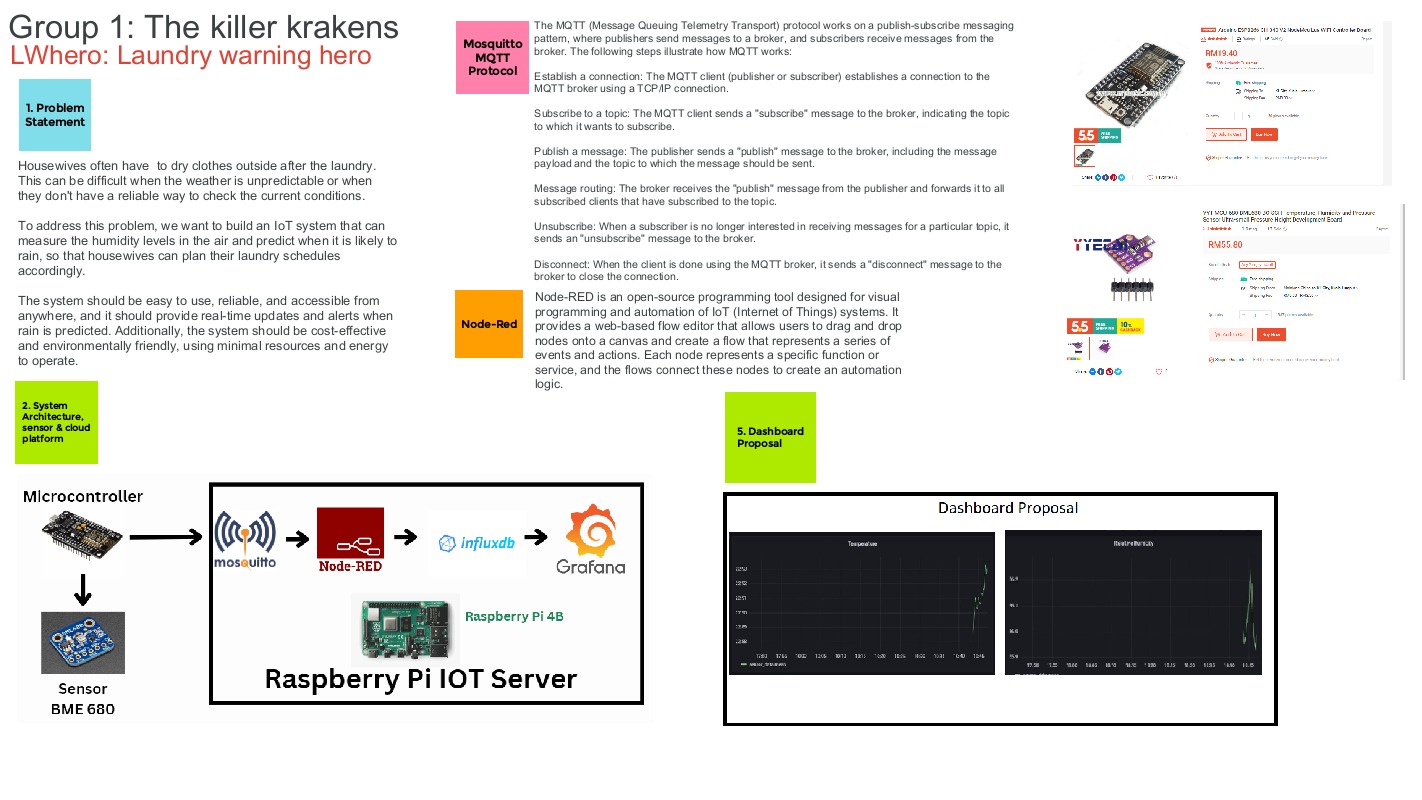 Group 1: The killer krakens
LWhero: Laundry warning hero
1. Problem
Statement
Housewives often have to dry clothes outside after the laundry.
This can be difficult when the weather is unpredictable or when
they don't have a reliable way to check the current conditions.
To address this problem, we want to build an IoT system that can
measure the humidity levels in the air and predict when it is likely to
rain, so that housewives can plan their laundry schedules
accordingly.
The system should be easy to use, reliable, and accessible from
anywhere, and it should provide real-time updates and alerts when
rain is predicted. Additionally, the system should be cost-effective
and environmentally friendly, using minimal resources and energy
to operate.
2. System
Architecture,
sensor & cloud
platform
Microcontroller
mosquitto
Node-RED
influxdb
Grafana
Raspberry Pi 4B
Raspberry Pi IOT Server
Sensor
BME 680
Mosquitto
MQTT
Protocol
The MQTT (Message Queuing Telemetry Transport) protocol works on a publish-subscribe messaging
pattern, where publishers send messages to a broker, and subscribers receive messages from the
broker. The following steps illustrate how MQTT works:
Establish a connection: The MQTT client (publisher or subscriber) establishes a connection to the
MQTT broker using a TCP/IP connection.
Subscribe to a topic: The MQTT client sends a "subscribe" message to the broker, indicating the topic
to which it wants to subscribe.
Publish a message: The publisher sends a "publish" message to the broker, including the message
payload and the topic to which the message should be sent.
Message routing: The broker receives the "publish" message from the publisher and forwards it to all
subscribed clients that have subscribed to the topic.
Unsubscribe: When a subscriber is no longer interested in receiving messages for a particular topic, it
sends an "unsubscribe" message to the broker.
Disconnect: When the client is done using the MQTT broker, it sends a "disconnect" message to the
broker to close the connection.
Node-Red
Node-RED is an open-source programming tool designed for visual
programming and automation of IoT (Internet of Things) systems. It
provides a web-based flow editor that allows users to drag and drop
nodes onto a canvas and create a flow that represents a series of
events and actions. Each node represents a specific function or
service, and the flows connect these nodes to create an automation
logic.
5. Dashboard
Proposal
Dashboard Proposal
Temperature
Relative Humidity
RM19.40
5.5
FREE
SHIPPING
Add To Cart
Buy Now
RM55.80
5.5
FREE
SHIPPING
10%
CASHBACK
Add To Cart
Buy Now